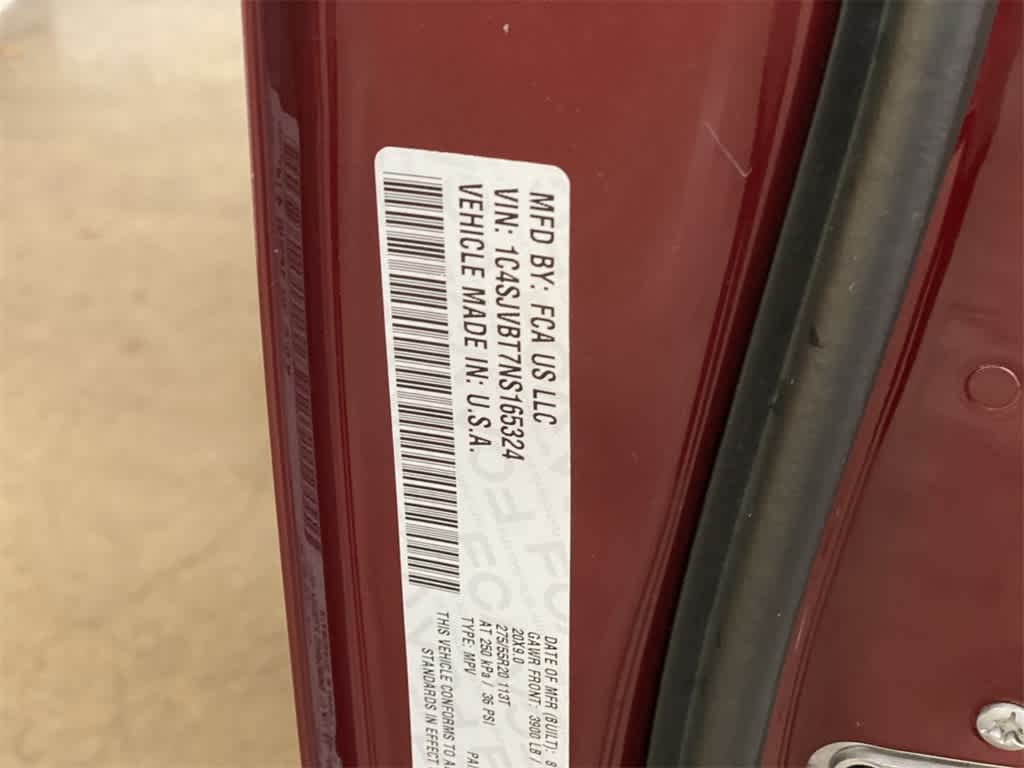 MFD BY: FCA US LLC
VIN: 1C4SJVBT7NS165324
VEHICLE MADE IN: U.S.A.
DATE OF MFR (BUILT): 8
GAWR FRONT: 3900 LB /
20X9.0
275/55R20 113T
AT 250 kPa / 36 PSI
TYPE: MPV
THIS VEHICLE CONFORMS TO
STANDARDS IN EFFECT